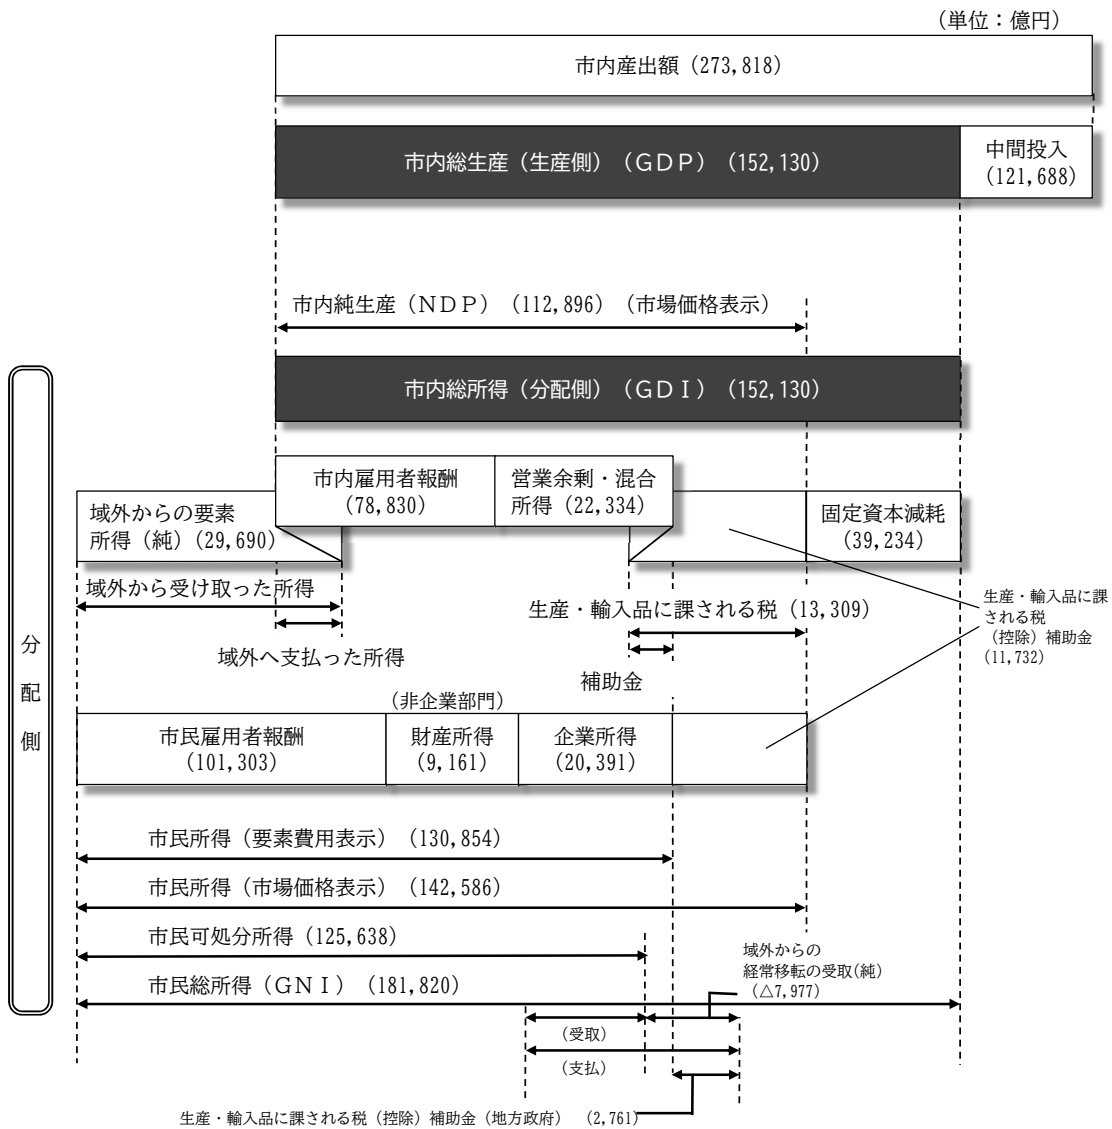 （単位：億円）
市内産出額（273,818）
市内総生産（生産側）（ＧＤＰ）（152,130）
中間投入
（121,688）
市内純生産（ＮＤＰ）（112,896）（市場価格表示）
市内総所得（分配側）（ＧＤＩ）（152,130）
市内雇用者報酬
（78,830）
営業余剰・混合
所得（22,334）
域外からの要素
所得（純）（29,690）
固定資本減耗
（39,234）
域外から受け取った所得
生産・輸入品に課される税（13,309）
生産・輸入品に課
される税
（控除）補助金
（11,732）
域外へ支払った所得
補助金
分配側
（非企業部門）
市民雇用者報酬
（101,303）
財産所得
（9,161）
企業所得
（20,391）
市民所得（要素費用表示）（130,854）
市民所得（市場価格表示）（142,586）
市民可処分所得（125,638）
域外からの
経常移転の受取(純)
（△7,977）
市民総所得（ＧＮＩ）（181,820）
（受取）
（支払）
生産・輸入品に課される税（控除）補助金（地方政府）（2,761）